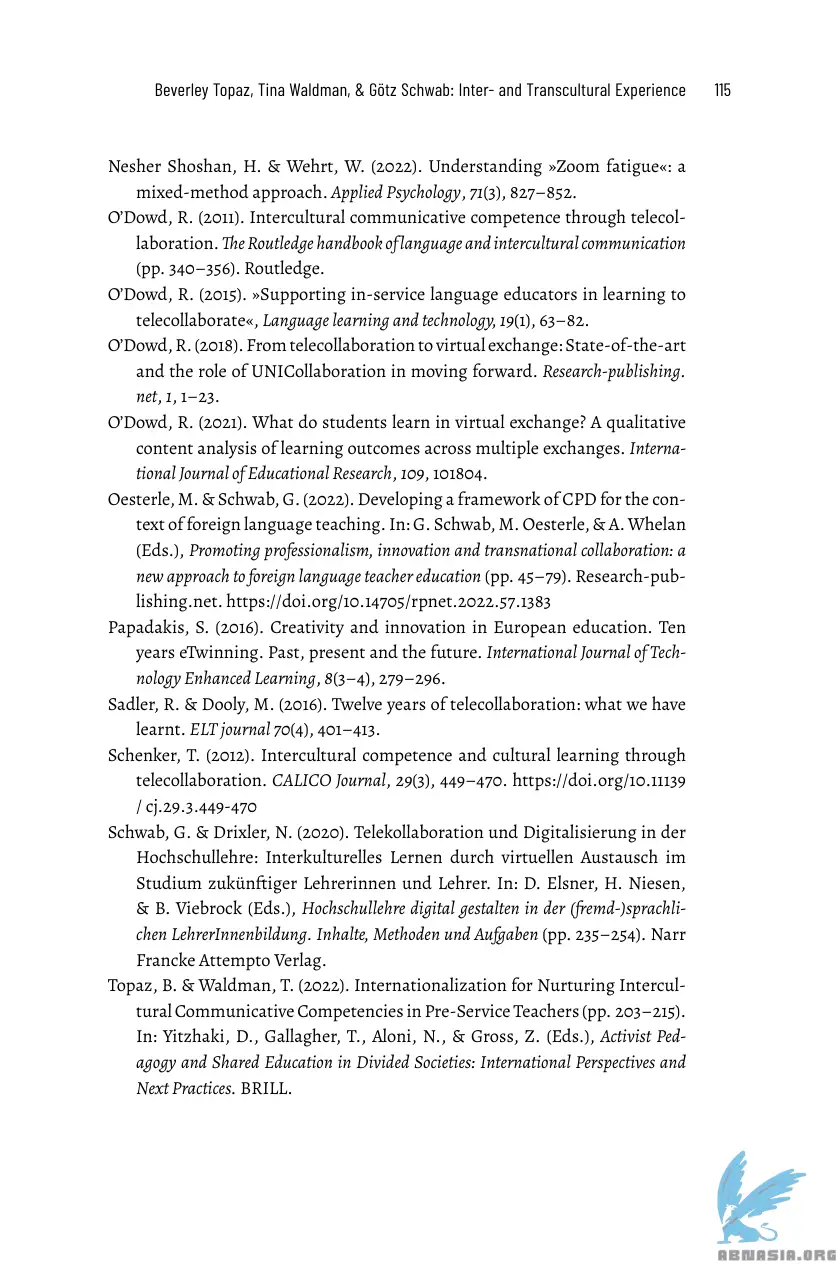 Beverley Topaz, Tina Waldman, & Götz Schwab: Inter- and Transcultural Experience 115
Nesher Shoshan, H. & Wehrt, W. (2022). Understanding »Zoom fatigue«: a
mixed-method approach. Applied Psychology, 71(3), 827–852.
O’Dowd, R. (2011). Intercultural communicative competence through telecol-
laboration. The Routledge handbook of language and intercultural communication
(pp. 340–356). Routledge.
O’Dowd, R. (2015). »Supporting in-service language educators in learning to
telecollaborate«, Language learning and technology, 19(1), 63–82.
O’Dowd, R. (2018). From telecollaboration to virtual exchange: State-of-the-art
and the role of UNICollaboration in moving forward. Research-publishing.
net, 1, 1–23.
O’Dowd, R. (2021). What do students learn in virtual exchange? A qualitative
content analysis of learning outcomes across multiple exchanges. Interna-
tional Journal of Educational Research, 109, 101804.
Oesterle, M. & Schwab, G. (2022). Developing a framework of CPD for the con-
text of foreign language teaching. In: G. Schwab, M. Oesterle, & A. Whelan
(Eds.), Promoting professionalism, innovation and transnational collaboration: a
new approach to foreign language teacher education (pp. 45–79). Research-pub-
lishing.net. https://doi.org/10.14705/rpnet.2022.57.1383
Papadakis, S. (2016). Creativity and innovation in European education. Ten
years eTwinning. Past, present and the future. International Journal of Tech-
nology Enhanced Learning, 8(3–4), 279–296.
Sadler, R. & Dooly, M. (2016). Twelve years of telecollaboration: what we have
learnt. ELT journal 70(4), 401–413.
Schenker, T. (2012). Intercultural competence and cultural learning through
telecollaboration. CALICO Journal, 29(3), 449–470. https://doi.org/10.11139
/ cj.29.3.449-470
Schwab, G. & Drixler, N. (2020). Telekollaboration und Digitalisierung in der
Hochschullehre: Interkulturelles Lernen durch virtuellen Austausch im
Studium zukünftiger Lehrerinnen und Lehrer. In: D. Elsner, H. Niesen,
& B. Viebrock (Eds.), Hochschullehre digital gestalten in der (fremd-)sprachli-
chen LehrerInnenbildung. Inhalte, Methoden und Aufgaben (pp. 235–254). Narr
Francke Attempto Verlag.
Topaz, B. & Waldman, T. (2022). Internationalization for Nurturing Intercul-
tural Communicative Competencies in Pre-Service Teachers (pp. 203–215).
In: Yitzhaki, D., Gallagher, T., Aloni, N., & Gross, Z. (Eds.), Activist Ped-
agogy and Shared Education in Divided Societies: International Perspectives and
Next Practices. BRILL.
ABNASIA.ORG